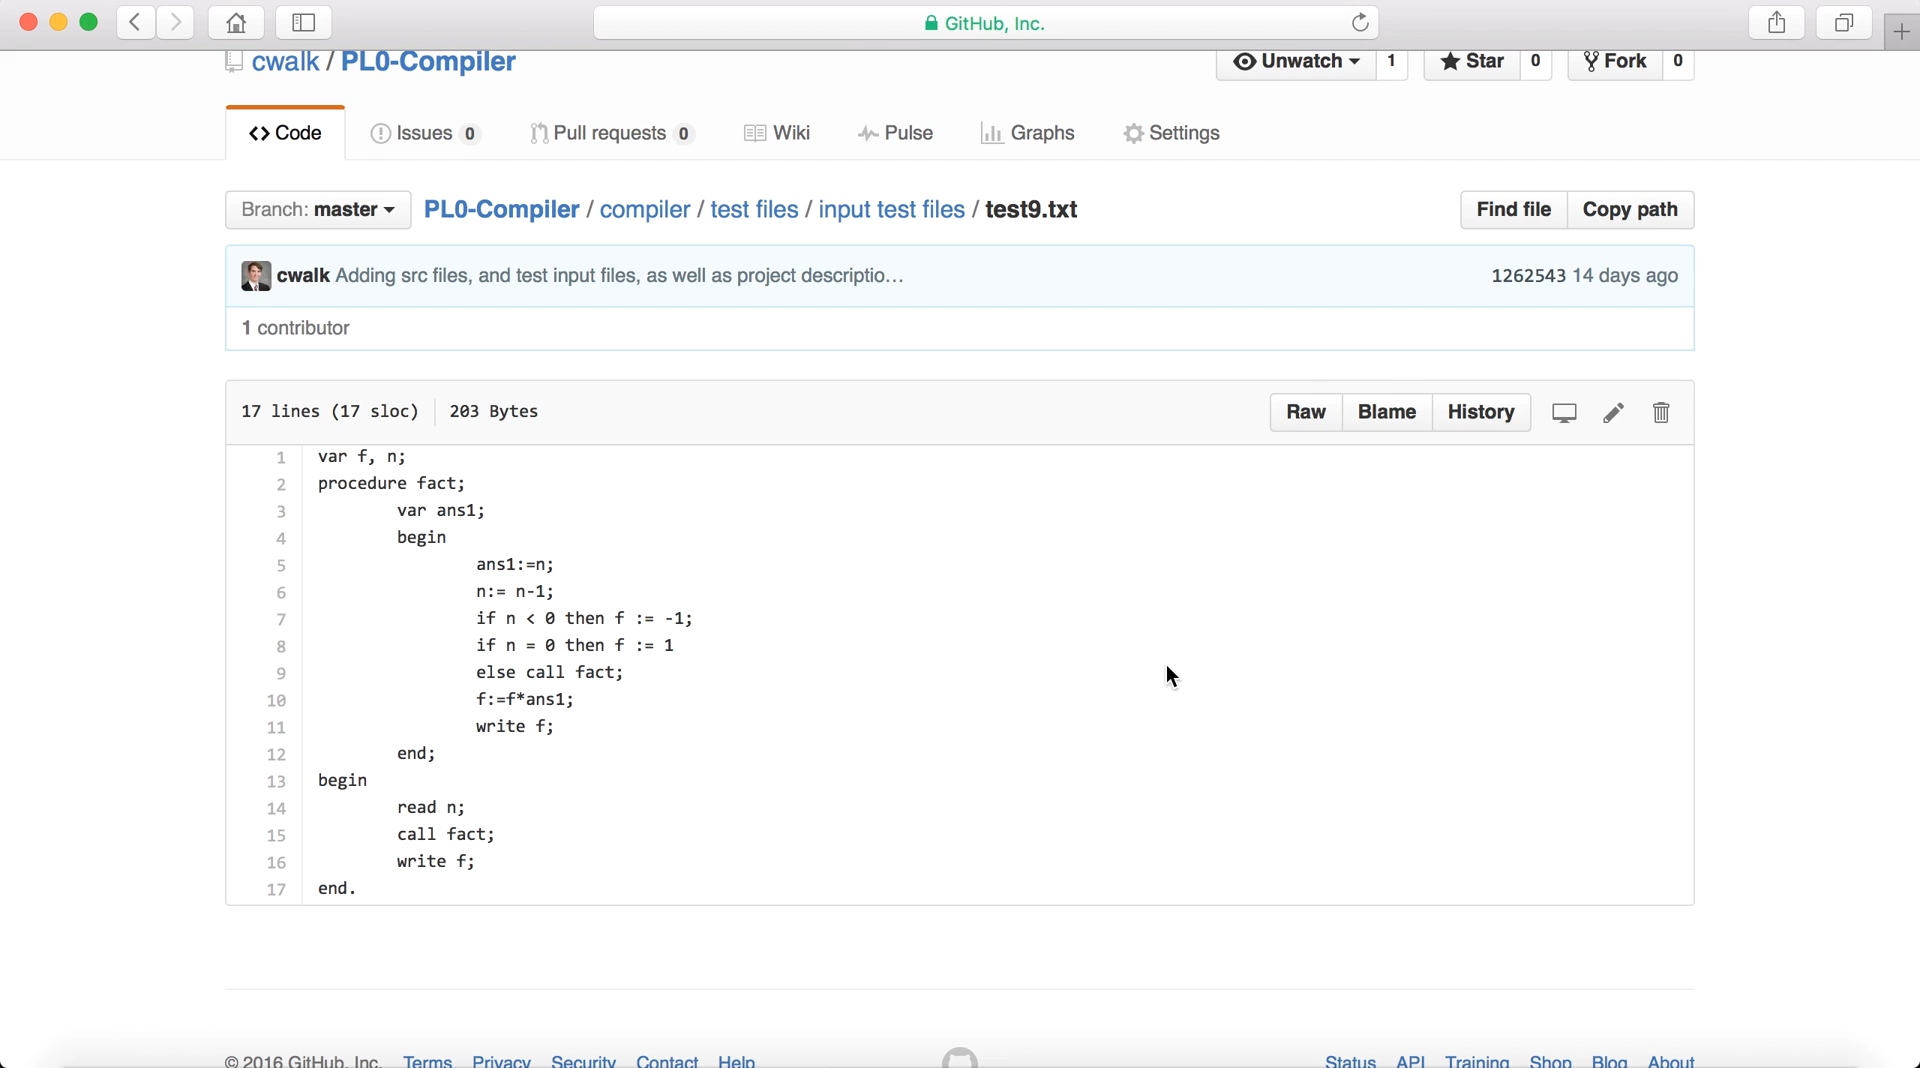 GitHub, Inc.
cwalk / PL0-Compiler
Unwatch 1 Star 0 Fork 0
Code Issues 0 Pull requests 0 Wiki Pulse Graphs Settings
Branch: master PL0-Compiler / compiler / test files / input test files / test9.txt Find file Copy path
cwalk Adding src files, and test input files, as well as project descriptio… 1262543 14 days ago
1 contributor
17 lines (17 sloc) 203 Bytes Raw Blame History
1 var f, n;
2 procedure fact;
3 var ans1;
4 begin
5 ans1:=n;
6 n:= n-1;
7 if n < 0 then f := -1;
8 if n = 0 then f := 1
9 else call fact;
10 f:=f*ans1;
11 write f;
12 end;
13 begin
14 read n;
15 call fact;
16 write f;
17 end.
© 2016 GitHub, Inc. Terms Privacy Security Contact Help Status API Training Shop Blog About